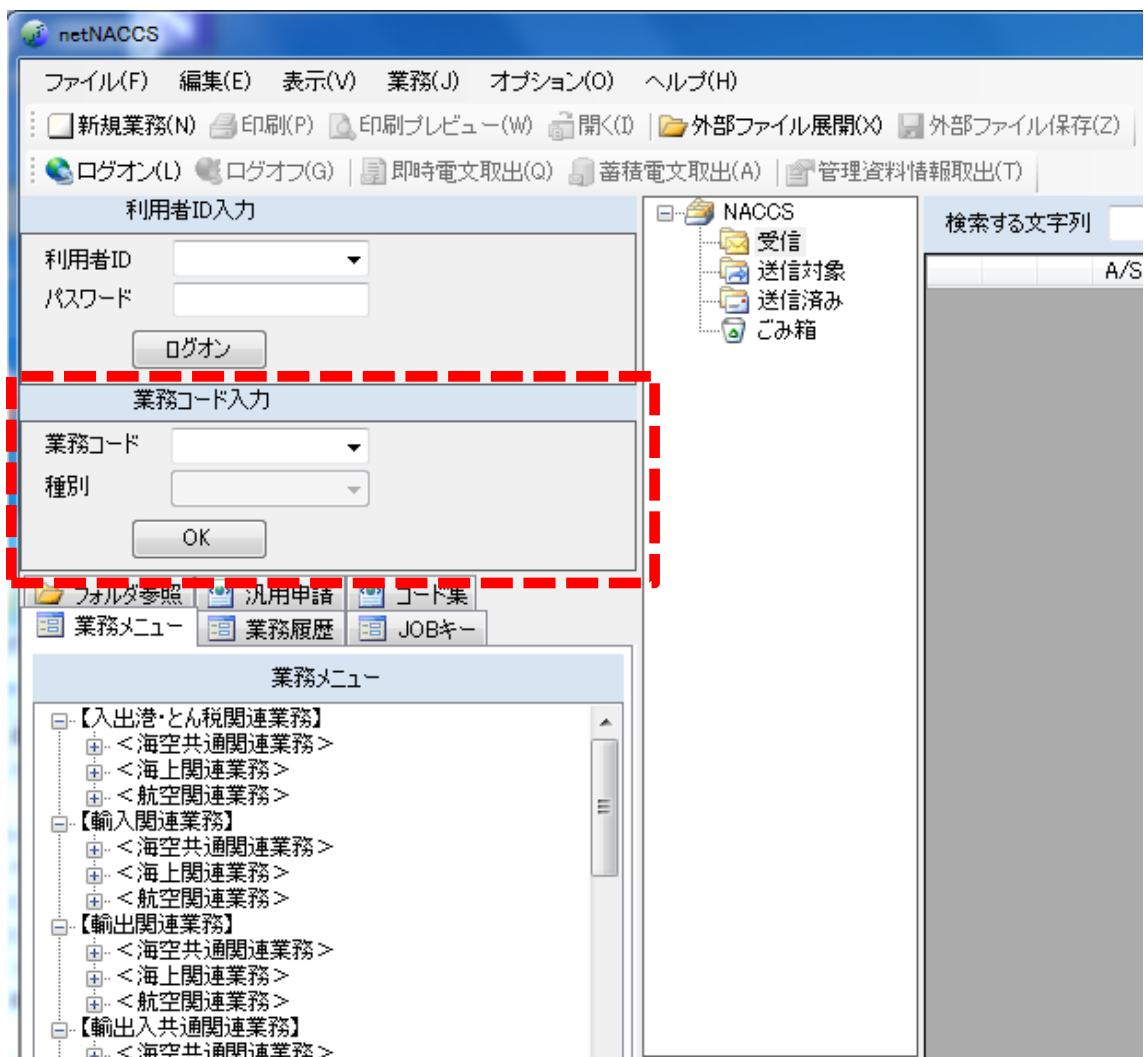 netNACCS
ファイル(F) 編集(E) 表示(V) 業務(J) オプション(O) ヘルプ(H)
新規業務(N) 印刷(P) 印刷プレビュー(W) 開く(I) 外部ファイル展開(X) 外部ファイル保存(Z)
ログオン(L) ログオフ(G) 即時電文取出(Q) 蓄積電文取出(A) 管理資料情報取出(T)
利用者ID入力
利用者ID
パスワード
ログオン
業務コード入力
業務コード
種別
OK
フォルダ参照 汎用申請 コード集
業務メニュー 業務履歴 JOBキー
業務メニュー
【入出港・とん税関連業務】
<海空共通関連業務>
<海上関連業務>
<航空関連業務>
【輸入関連業務】
<海空共通関連業務>
<海上関連業務>
<航空関連業務>
【輸出関連業務】
<海空共通関連業務>
<海上関連業務>
<航空関連業務>
【輸出入共通関連業務】
<海空共通関連業務>
NACCS
受信
送信対象
送信済み
ごみ箱
検索する文字列
A/S